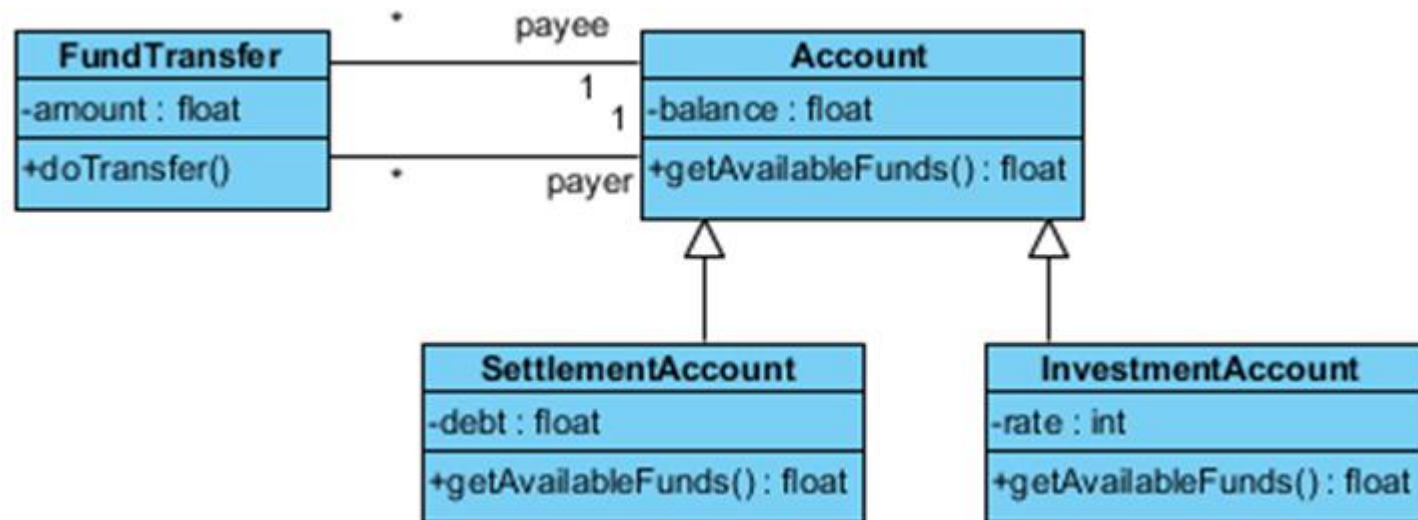 FundTransfer
-amount : float
+doTransfer()
* payee
1
1
* payer
Account
-balance : float
+getAvailableFunds() : float
SettlementAccount
-debt : float
+getAvailableFunds() : float
InvestmentAccount
-rate : int
+getAvailableFunds() : float